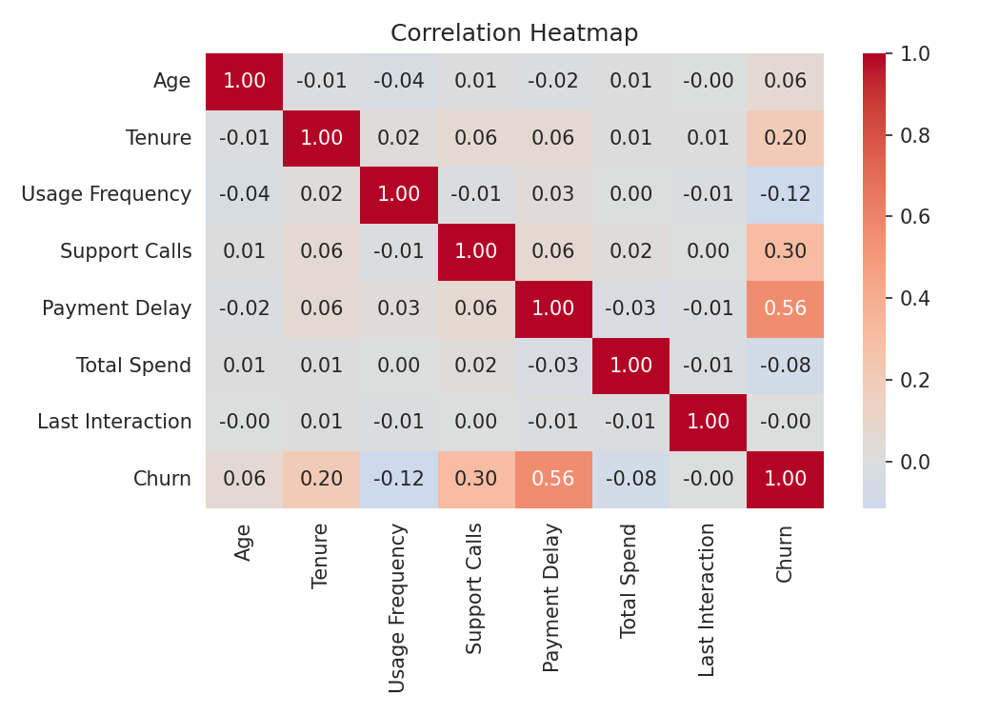 Correlation Heatmap
Age 1.00 -0.01 -0.04 0.01 -0.02 0.01 -0.00 0.06
Tenure -0.01 1.00 0.02 0.06 0.06 0.01 0.01 0.20
Usage Frequency -0.04 0.02 1.00 -0.01 0.03 0.00 -0.01 -0.12
Support Calls 0.01 0.06 -0.01 1.00 0.06 0.02 0.00 0.30
Payment Delay -0.02 0.06 0.03 0.06 1.00 -0.03 -0.01 0.56
Total Spend 0.01 0.01 0.00 0.02 -0.03 1.00 -0.01 -0.08
Last Interaction -0.00 0.01 -0.01 0.00 -0.01 -0.01 1.00 -0.00
Churn 0.06 0.20 -0.12 0.30 0.56 -0.08 -0.00 1.00
Age
Tenure
Usage Frequency
Support Calls
Payment Delay
Total Spend
Last Interaction
Churn
1.0
0.8
0.6
0.4
0.2
0.0